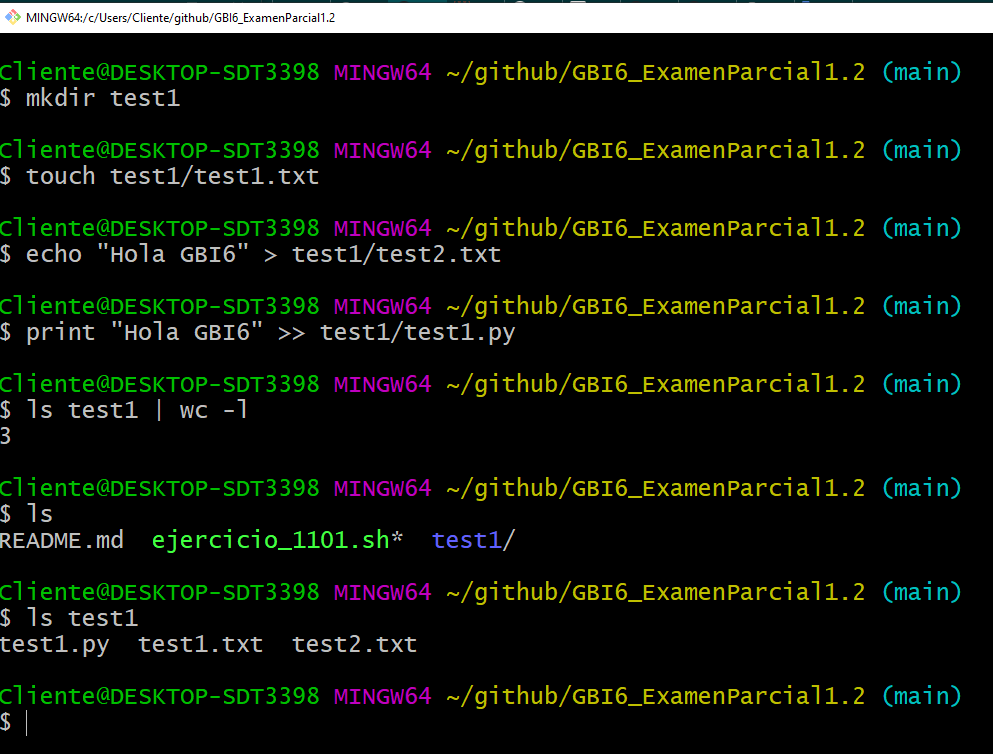 MINGW64:/c/Users/Cliente/github/GBI6_ExamenParcial1.2
Cliente@DESKTOP-SDT3398 MINGW64 ~/github/GBI6_ExamenParcial1.2 (main)
$ mkdir test1
Cliente@DESKTOP-SDT3398 MINGW64 ~/github/GBI6_ExamenParcial1.2 (main)
$ touch test1/test1.txt
Cliente@DESKTOP-SDT3398 MINGW64 ~/github/GBI6_ExamenParcial1.2 (main)
$ echo "Hola GBI6" > test1/test2.txt
Cliente@DESKTOP-SDT3398 MINGW64 ~/github/GBI6_ExamenParcial1.2 (main)
$ print "Hola GBI6" >> test1/test1.py
Cliente@DESKTOP-SDT3398 MINGW64 ~/github/GBI6_ExamenParcial1.2 (main)
$ ls test1 | wc -l
3
Cliente@DESKTOP-SDT3398 MINGW64 ~/github/GBI6_ExamenParcial1.2 (main)
$ ls
README.md  ejercicio_1101.sh*  test1/
Cliente@DESKTOP-SDT3398 MINGW64 ~/github/GBI6_ExamenParcial1.2 (main)
$ ls test1
test1.py  test1.txt  test2.txt
Cliente@DESKTOP-SDT3398 MINGW64 ~/github/GBI6_ExamenParcial1.2 (main)
$